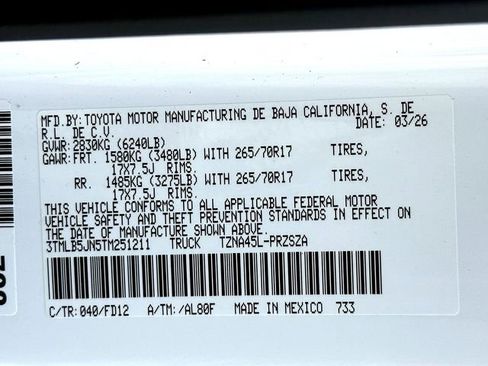 MFD.BY:TOYOTA MOTOR MANUFACTURING DE BAJA CALIFORNIA, S. DE
R.L. DE C.V. DATE: 03/26
GVWR:2830KG (6240LB)
GAWR:FRT. 1580KG (3480LB) WITH 265/70R17 TIRES,
17X7.5J RIMS.
RR. 1485KG (3275LB) WITH 265/70R17 TIRES,
17X7.5J RIMS.
THIS VEHICLE CONFORMS TO ALL APPLICABLE FEDERAL MOTOR
VEHICLE SAFETY AND THEFT PREVENTION STANDARDS IN EFFECT ON
THE DATE OF MANUFACTURE SHOWN ABOVE.
3TMLB5JN5TM251211 TRUCK TZNA45L-PRZSZA
C/TR:040/FD12 A/TM:/AL80F MADE IN MEXICO 733